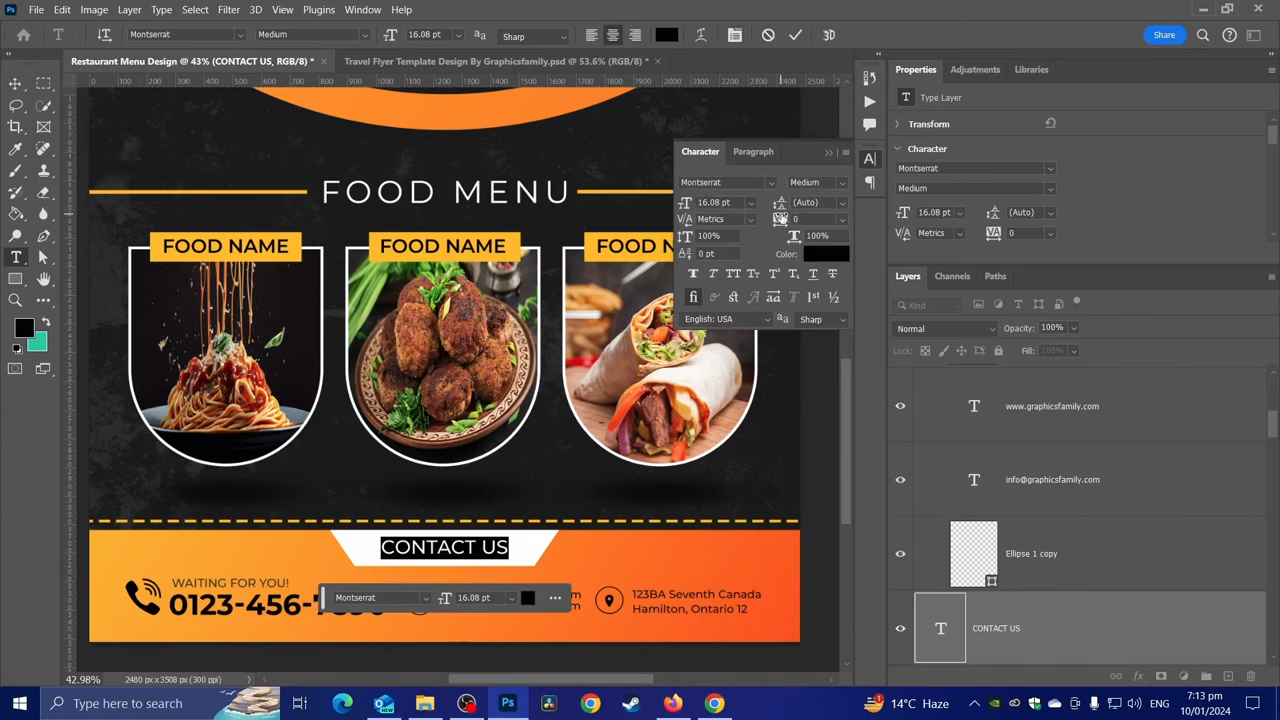 Ps File Edit Image Layer Type Select Filter 3D View Plugins Window Help
Montserrat Medium 16.08 pt Sharp 3D Share
Restaurant Menu Design @ 43% (CONTACT US, RGB/8) *
Travel Flyer Template Design By Graphicsfamily.psd @ 53.6% (RGB/8) *
Properties Adjustments Libraries
Type Layer
Transform
Character
Montserrat
Medium
16.08 pt (Auto)
Metrics 0
Character Paragraph
Montserrat Medium
16.08 pt (Auto)
Metrics 0
100% 100%
0 pt Color:
English: USA Sharp
FOOD MENU
FOOD NAME FOOD NAME FOOD N
CONTACT US
WAITING FOR YOU!
0123-456-
123BA Seventh Canada
Hamilton, Ontario 12
Montserrat 16.08 pt
Layers Channels Paths
Kind
Normal Opacity: 100%
Lock: Fill: 100%
www.graphicsfamily.com
info@graphicsfamily.com
Ellipse 1 copy
CONTACT US
42.98% 2480 px x 3508 px (300 ppi)
Type here to search
14°C Haze
7:13 pm
10/01/2024